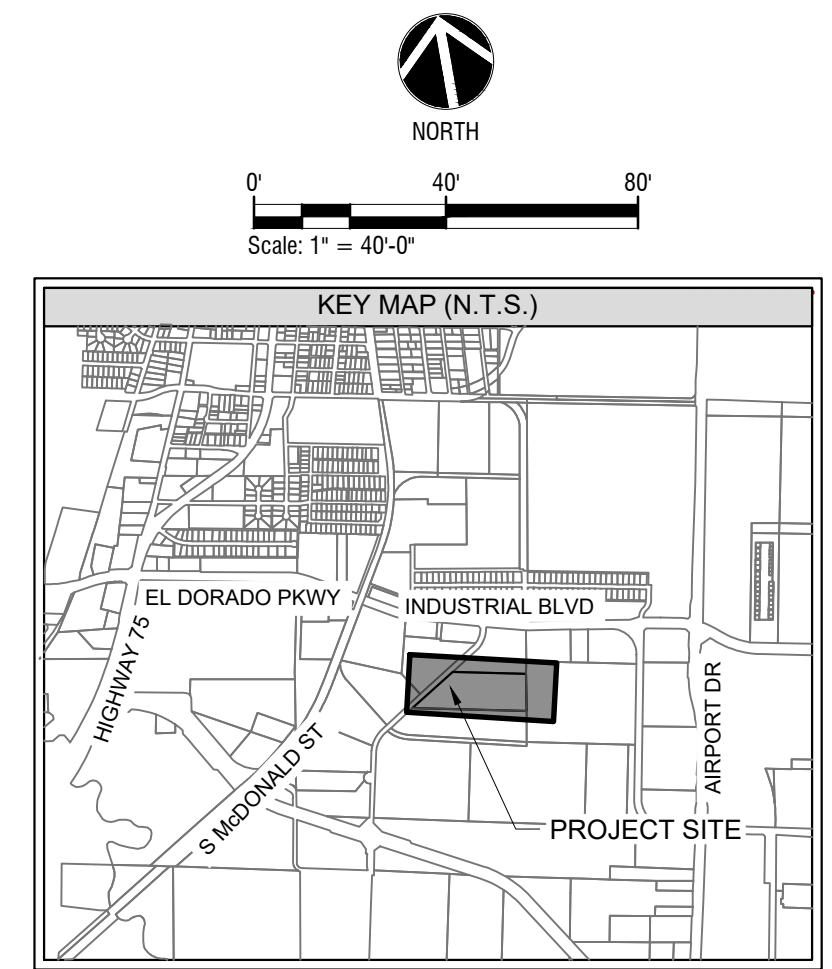 NORTH
0' 40' 80'
Scale: 1" = 40'-0"
KEY MAP (N.T.S.)
EL DORADO PKWY
INDUSTRIAL BLVD
HIGHWAY 75
S McDONALD ST
AIRPORT DR
PROJECT SITE